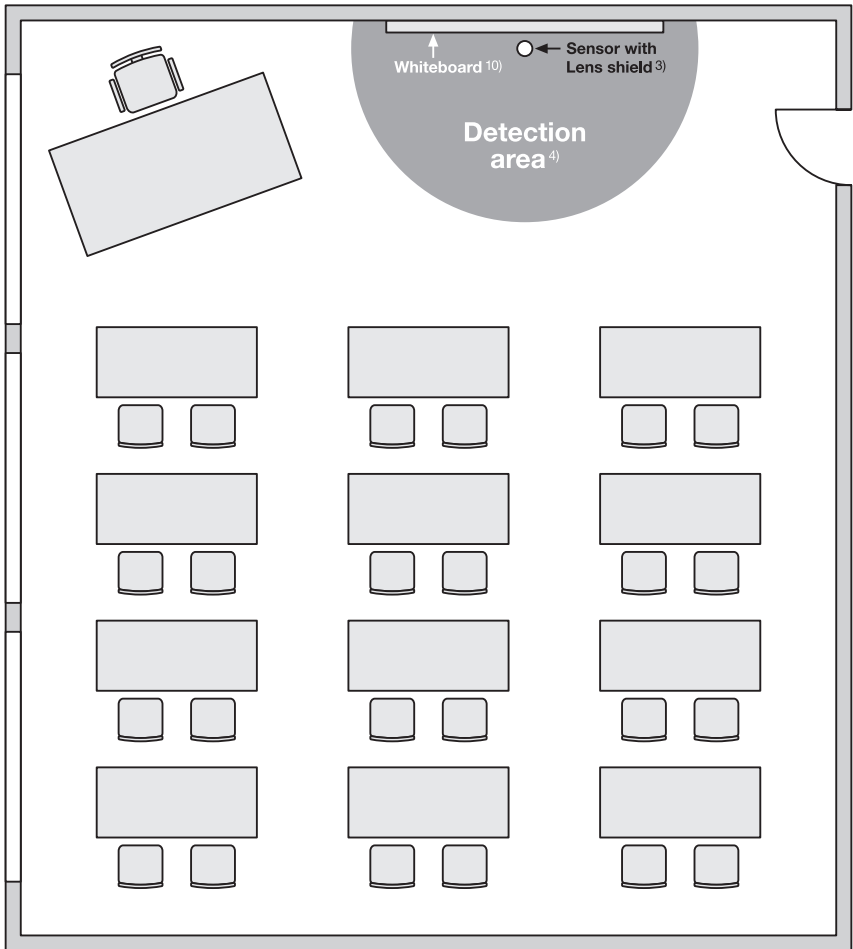 Whiteboard 10)
Sensor with
Lens shield 3)
Detection
area 4)